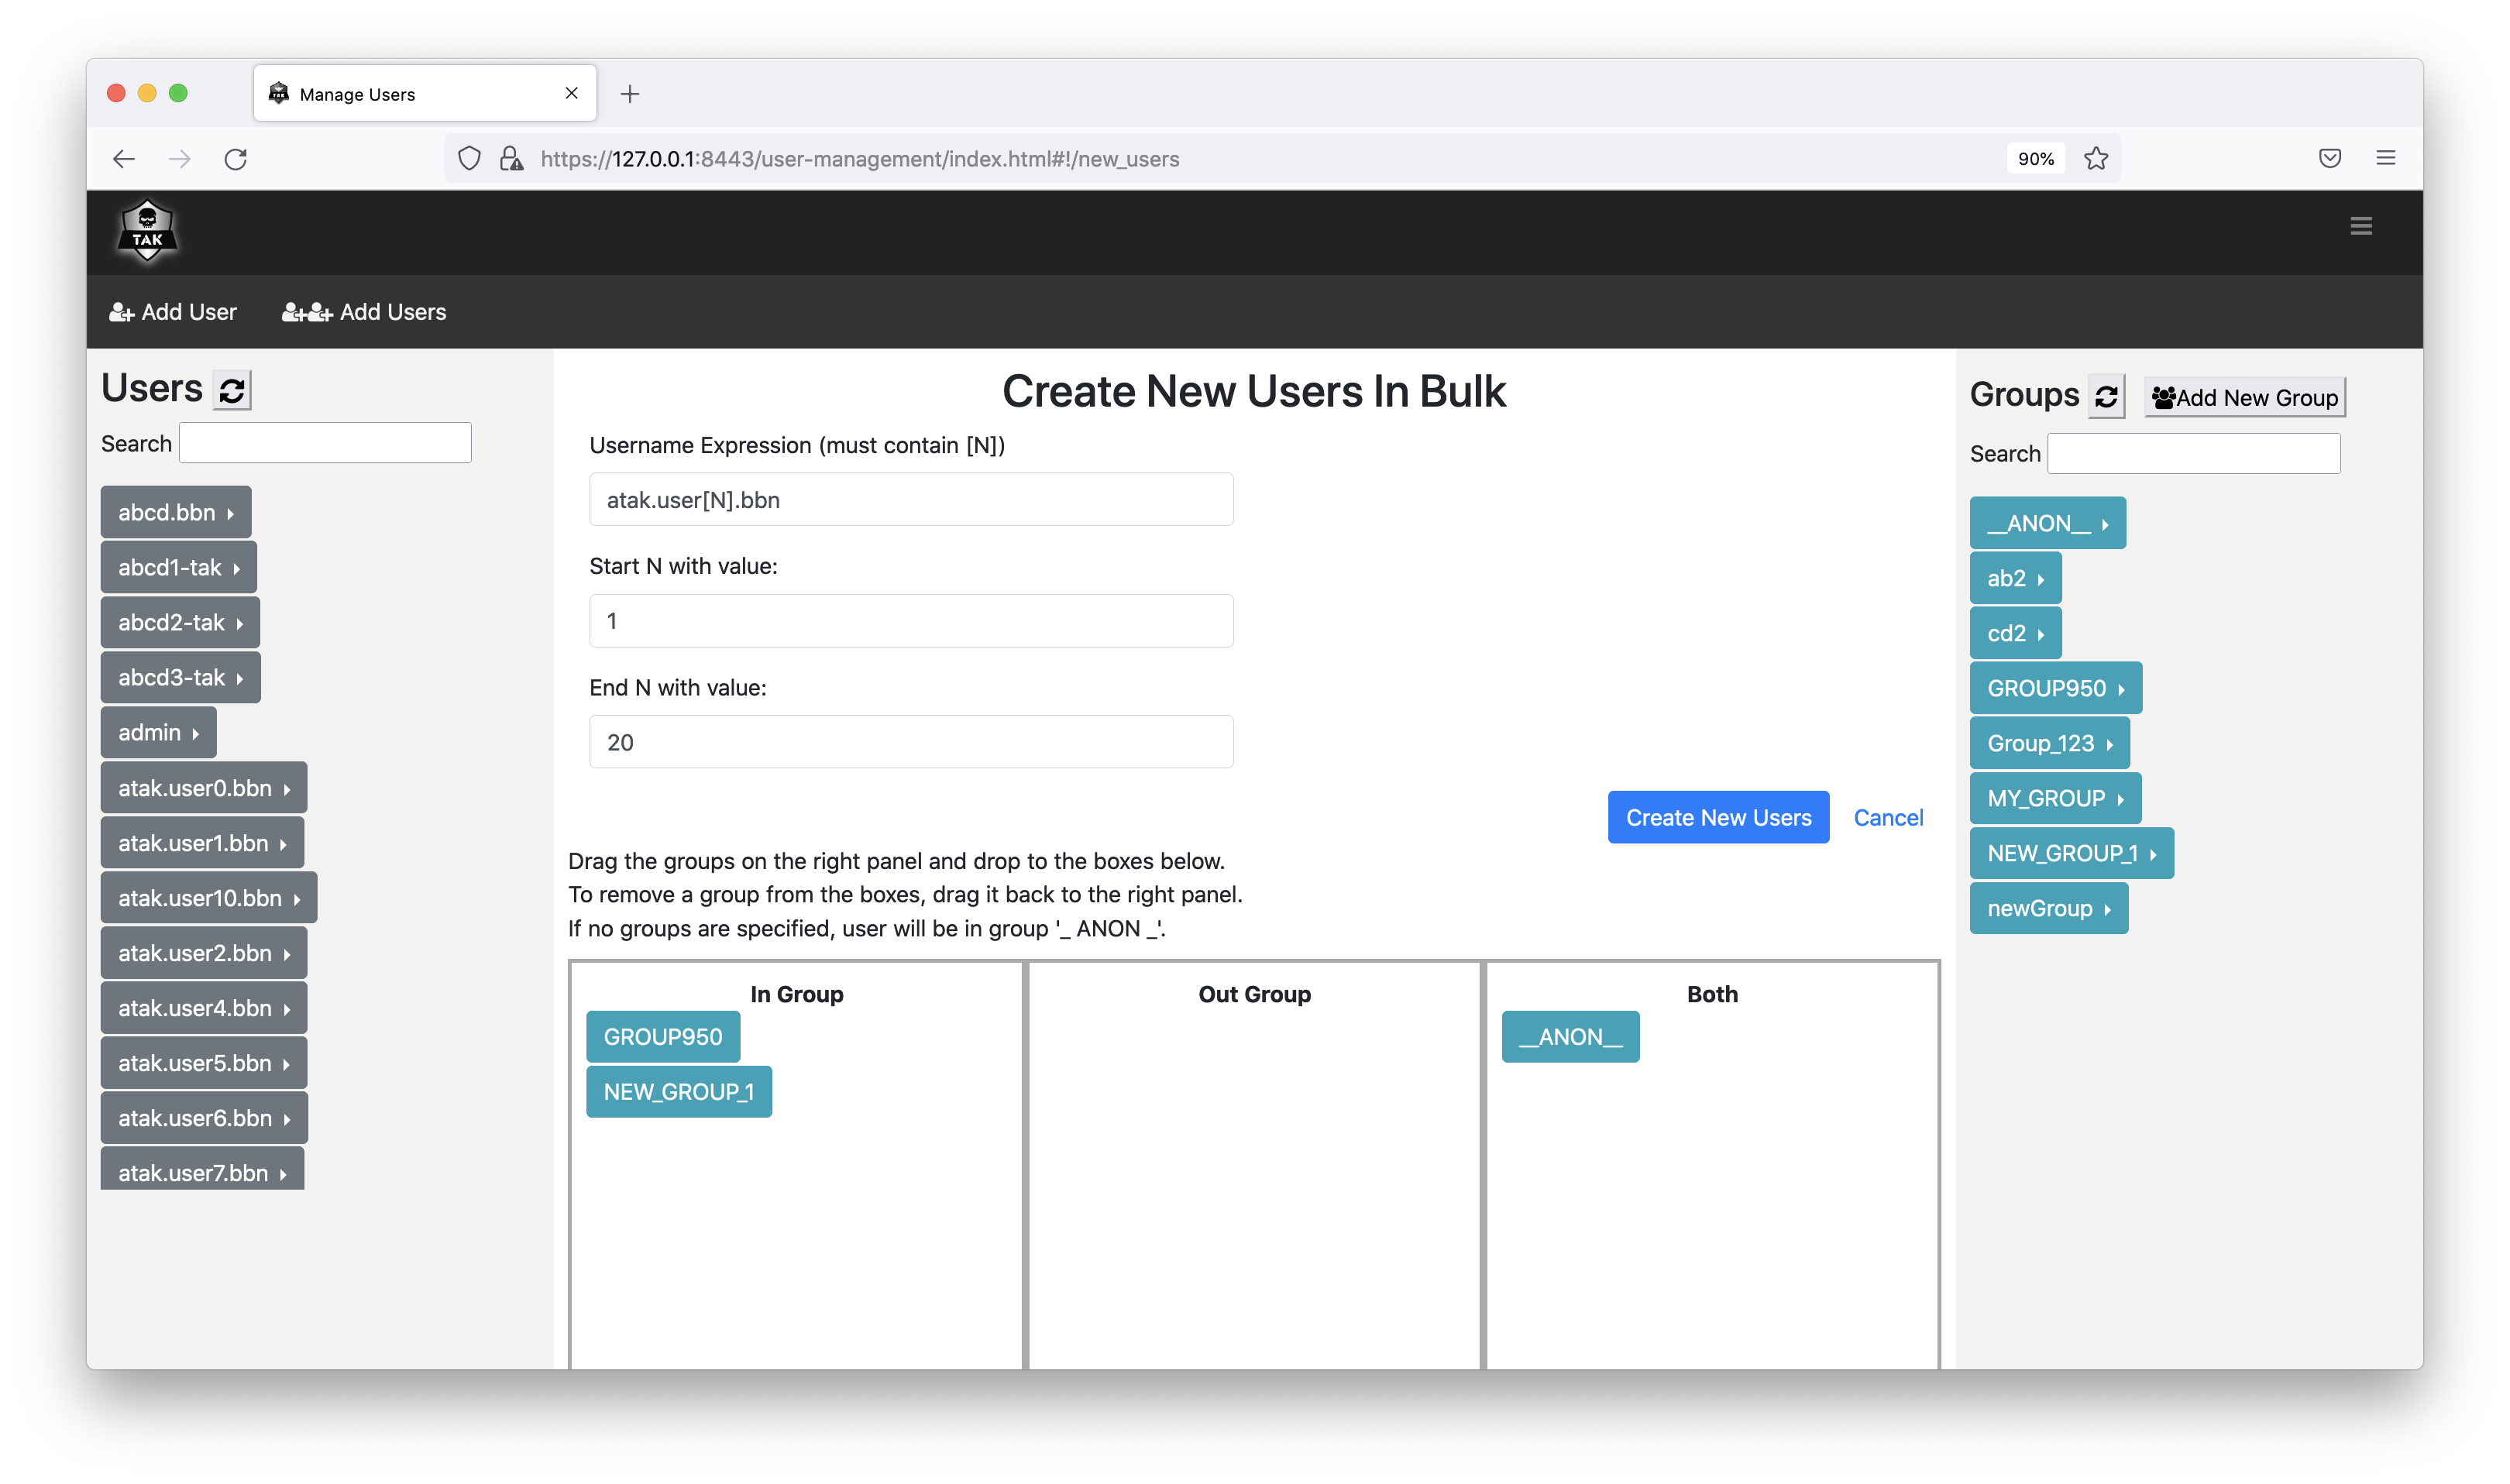 Manage Users
https://127.0.0.1:8443/user-management/index.html#!/new_users
90%
TAK
Add User
Add Users
Users
Search
abcd.bbn
abcd1-tak
abcd2-tak
abcd3-tak
admin
atak.user0.bbn
atak.user1.bbn
atak.user10.bbn
atak.user2.bbn
atak.user4.bbn
atak.user5.bbn
atak.user6.bbn
atak.user7.bbn
Create New Users In Bulk
Username Expression (must contain [N])
atak.user[N].bbn
Start N with value:
1
End N with value:
20
Create New Users
Cancel
Drag the groups on the right panel and drop to the boxes below.
To remove a group from the boxes, drag it back to the right panel.
If no groups are specified, user will be in group '_ ANON _'.
In Group
GROUP950
NEW_GROUP_1
Out Group
Both
__ANON__
Groups
Add New Group
Search
__ANON__
ab2
cd2
GROUP950
Group_123
MY_GROUP
NEW_GROUP_1
newGroup